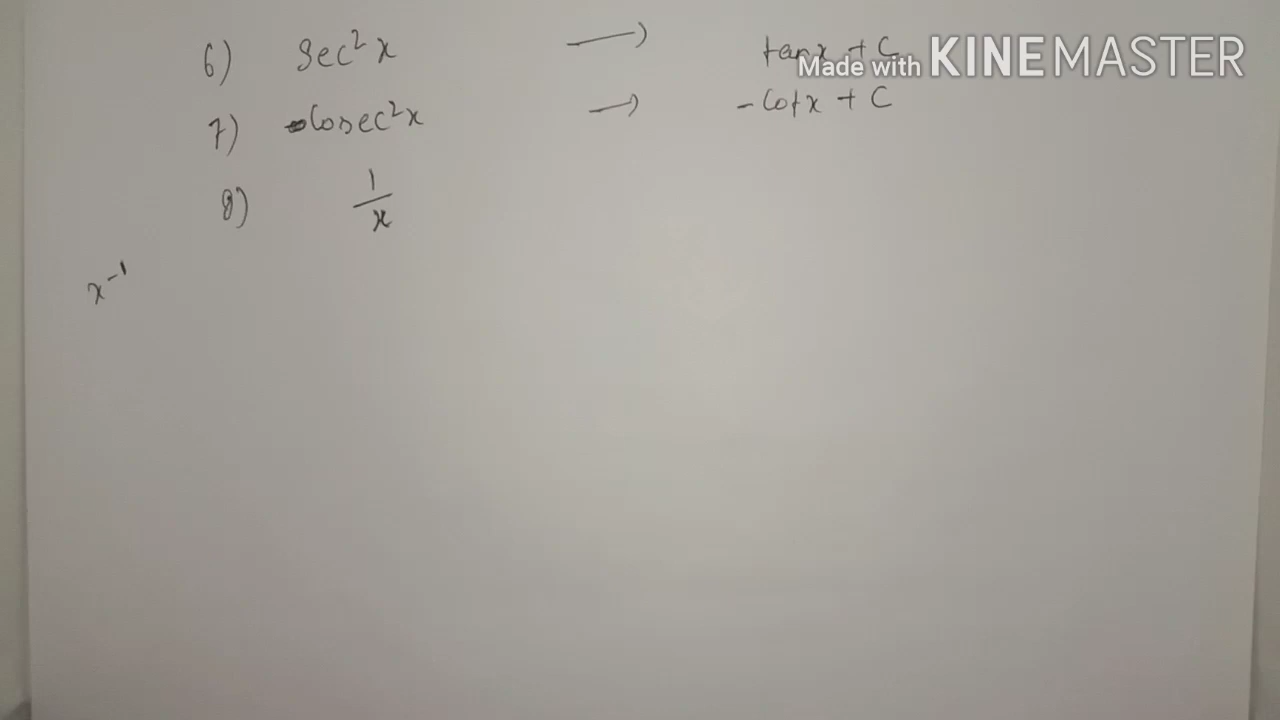 6) Sec²x → tanx + C
Made with KINEMASTER
7) Cosec²x → -Cotx + C
8) 1/x
x⁻¹